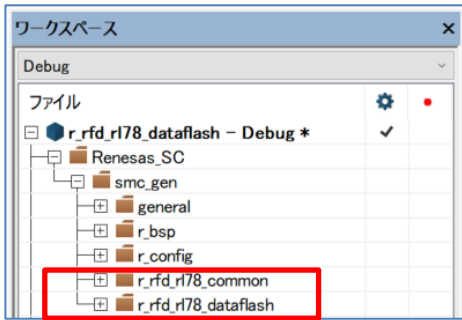 ワークスペース
Debug
ファイル
r_rfd_rl78_dataflash - Debug *
Renesas_SC
smc_gen
general
r_bsp
r_config
r_rfd_rl78_common
r_rfd_rl78_dataflash